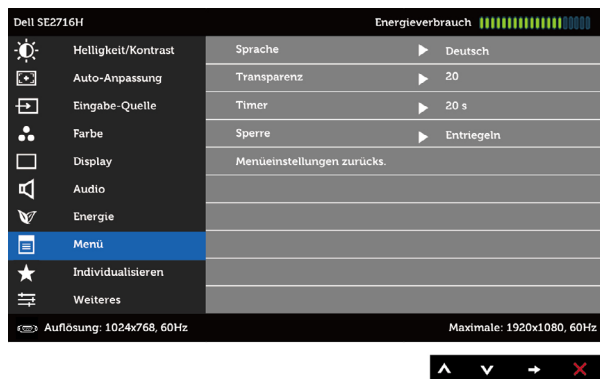 Dell SE2716H Energieverbrauch
Helligkeit/Kontrast Sprache Deutsch
Auto-Anpassung Transparenz 20
Eingabe-Quelle Timer 20 s
Farbe Sperre Entriegeln
Display Menüeinstellungen zurücks.
Audio
Energie
Menü
Individualisieren
Weiteres
Auflösung: 1024x768, 60Hz Maximale: 1920x1080, 60Hz